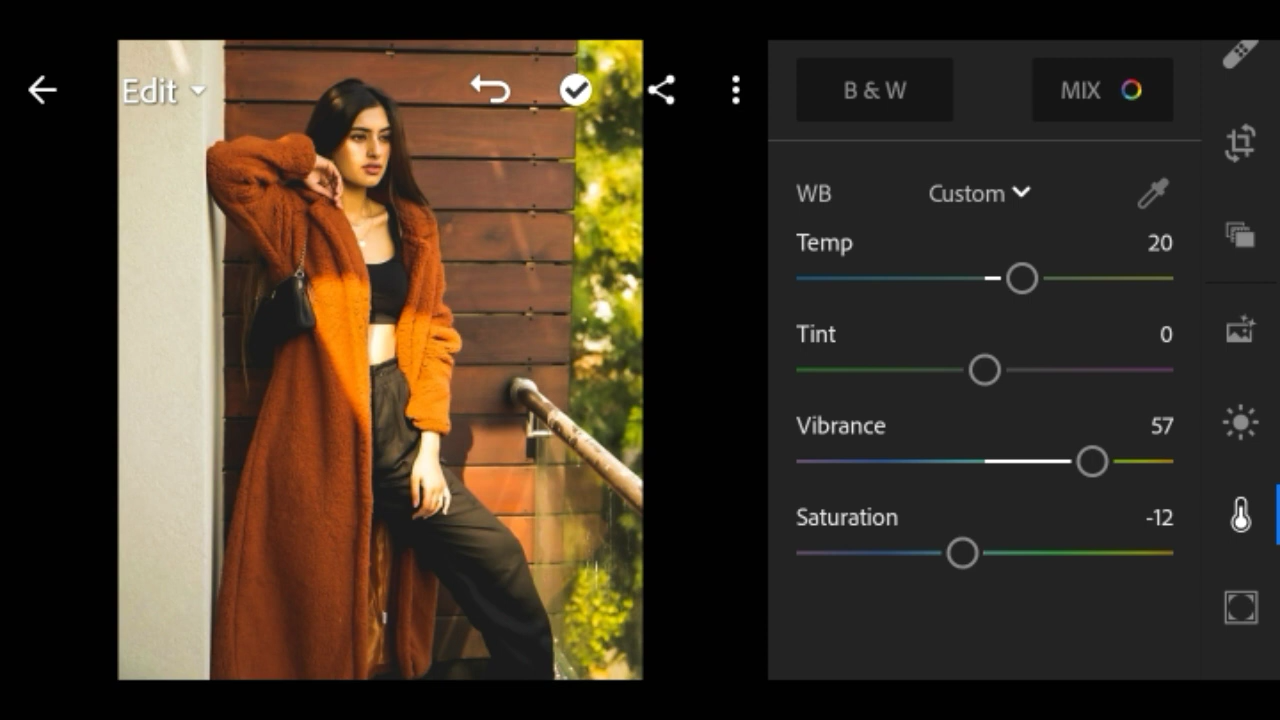 Edit
B & W
MIX
WB
Custom
Temp
20
Tint
0
Vibrance
57
Saturation
-12